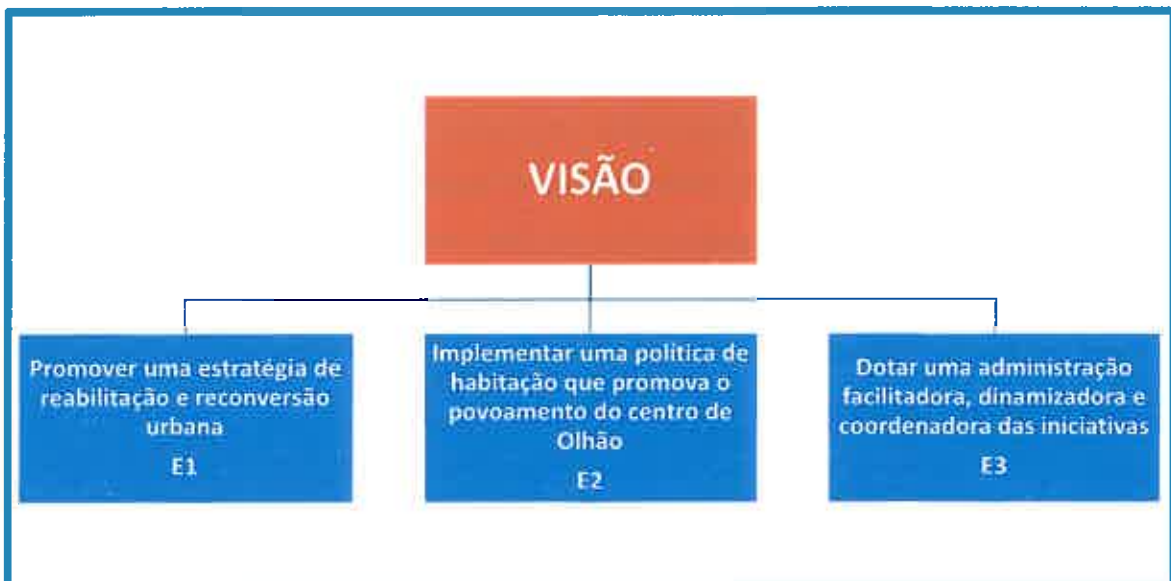 VISÃO
Promover uma estratégia de
reabilitação e reconversão
urbana
E1
Implementar uma política de
habitação que promova o
povoamento do centro de
Olhão
E2
Dotar uma administração
facilitadora, dinamizadora e
coordenadora das iniciativas
E3